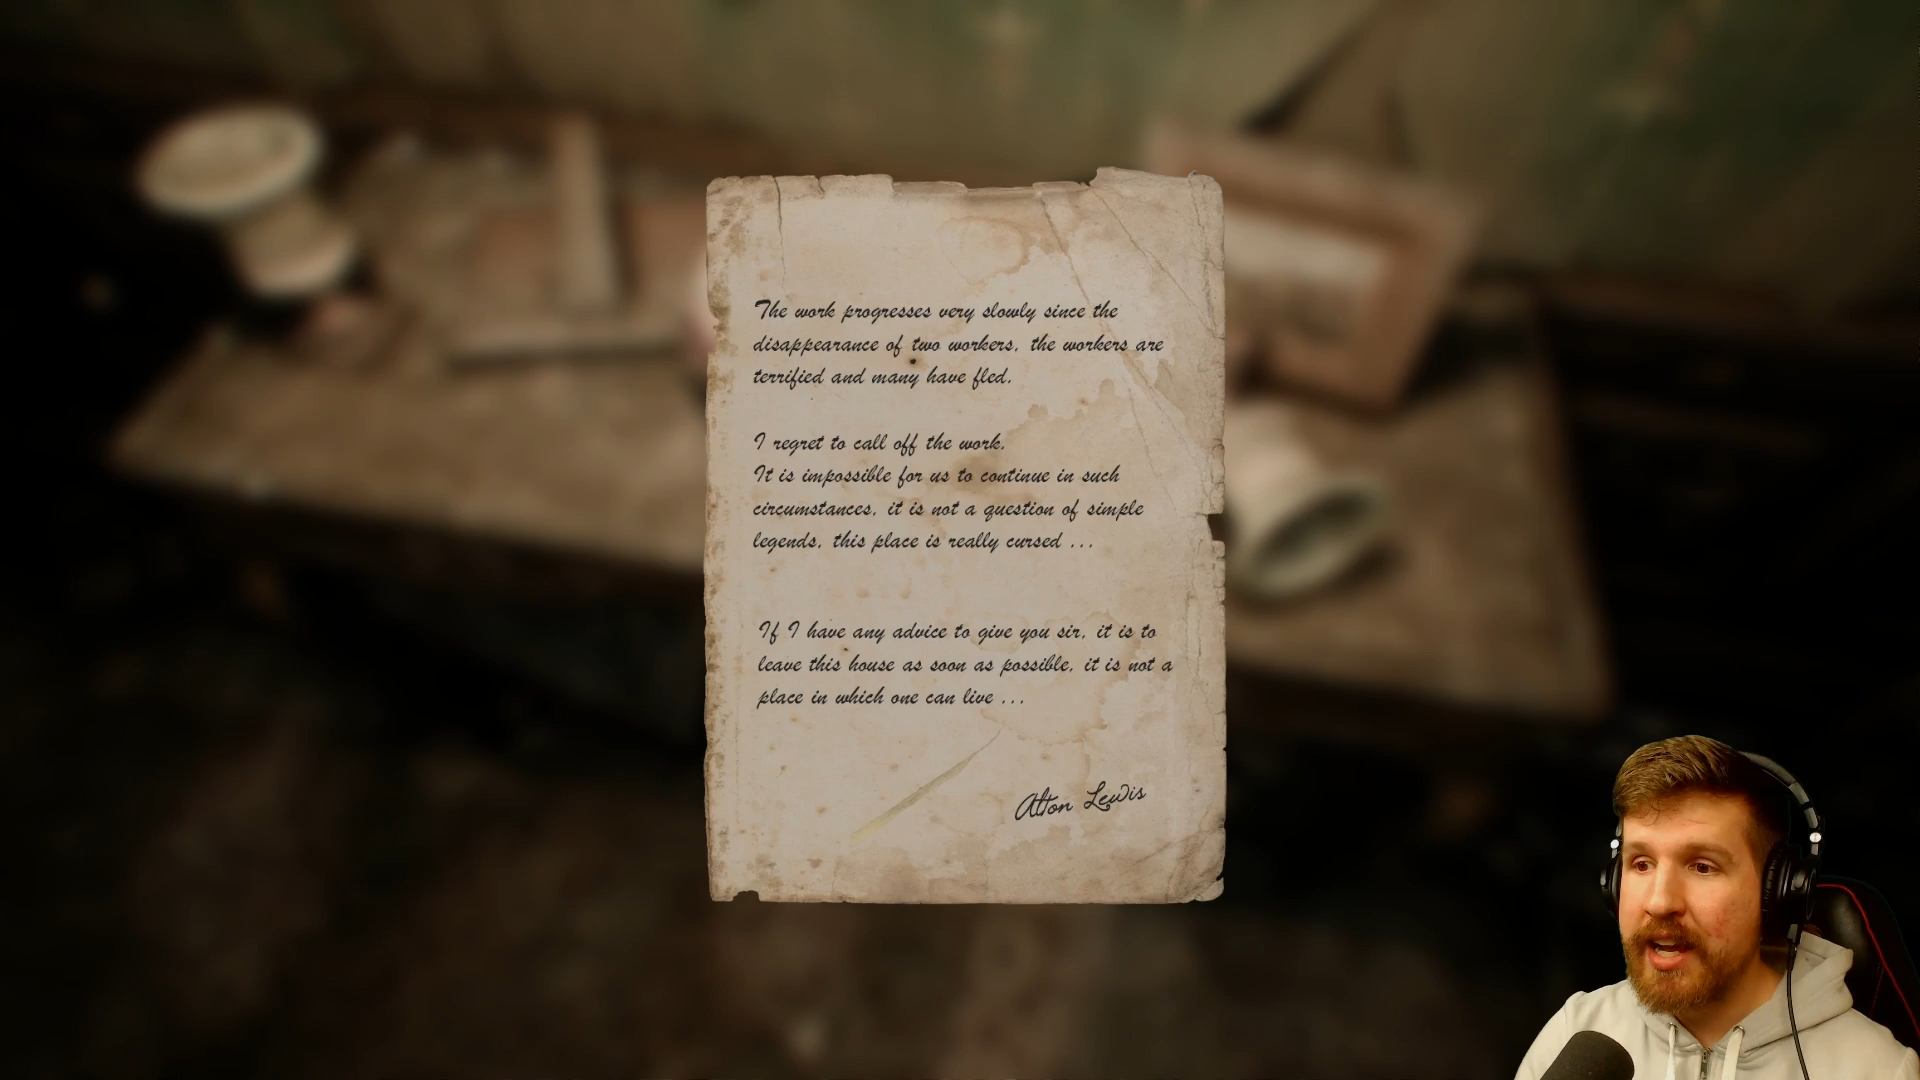 The work progresses very slowly since the
disappearance of two workers, the workers are
terrified and many have fled.
I regret to call off the work.
It is impossible for us to continue in such
circumstances, it is not a question of simple
legends, this place is really cursed ...
If I have any advice to give you sir, it is to
leave this house as soon as possible, it is not a
place in which one can live ...
Alton Lewis